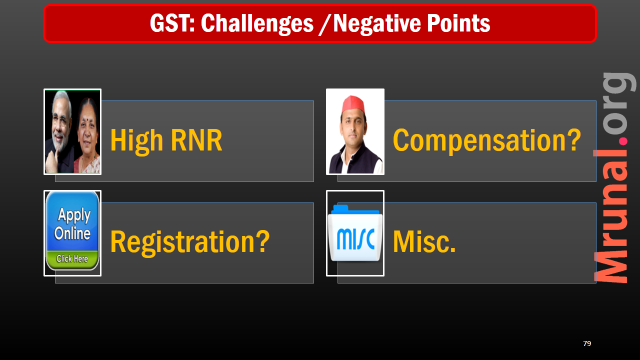 GST: Challenges /Negative Points
High RNR
Compensation?
Apply
Online
Click Here
Registration?
misc
Misc.
Mrunal.org
79